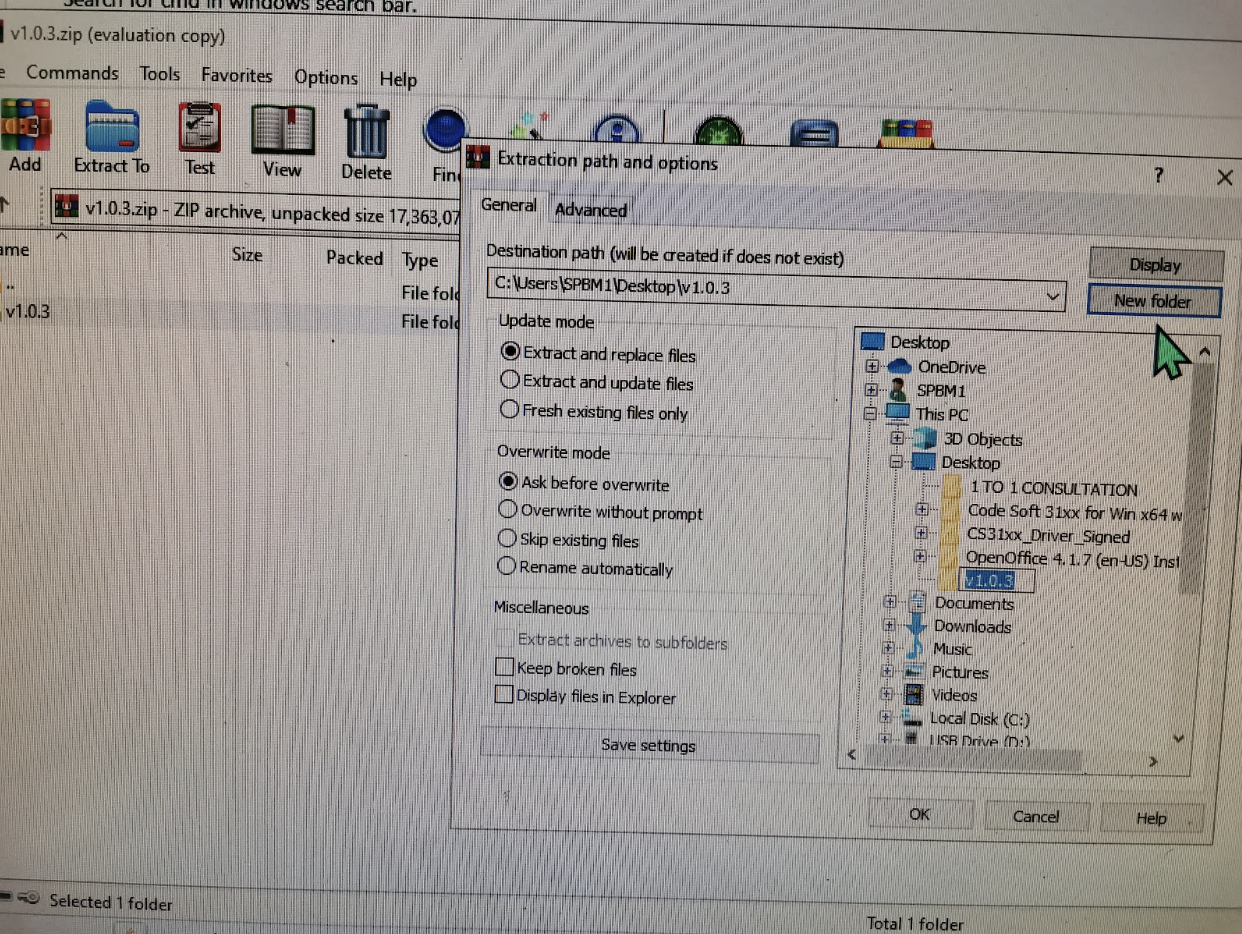 Search for cmd in windows search bar.
v1.0.3.zip (evaluation copy)
Commands Tools Favorites Options Help
Add Extract To Test View Delete
v1.0.3.zip - ZIP archive, unpacked size 17,363,07
Size Packed Type
..
File
v1.0.3
File
Extraction path and options
?
General Advanced
Destination path (will be created if does not exist)
C:\Users\SPBM1\Desktop\v1.0.3
Display
New folder
Update mode
Extract and replace files
Extract and update files
Fresh existing files only
Overwrite mode
Ask before overwrite
Overwrite without prompt
Skip existing files
Rename automatically
Miscellaneous
Extract archives to subfolders
Keep broken files
Display files in Explorer
Save settings
Desktop
OneDrive
SPBM1
This PC
3D Objects
Desktop
1 TO 1 CONSULTATION
Code Soft 31xx for Win x64 w
CS31xx_Driver_Signed
OpenOffice 4.1.7 (en-US) Inst
v1.0.3
Documents
Downloads
Music
Pictures
Videos
Local Disk (C:)
USB Drive (D:)
OK Cancel Help
Selected 1 folder
Total 1 folder